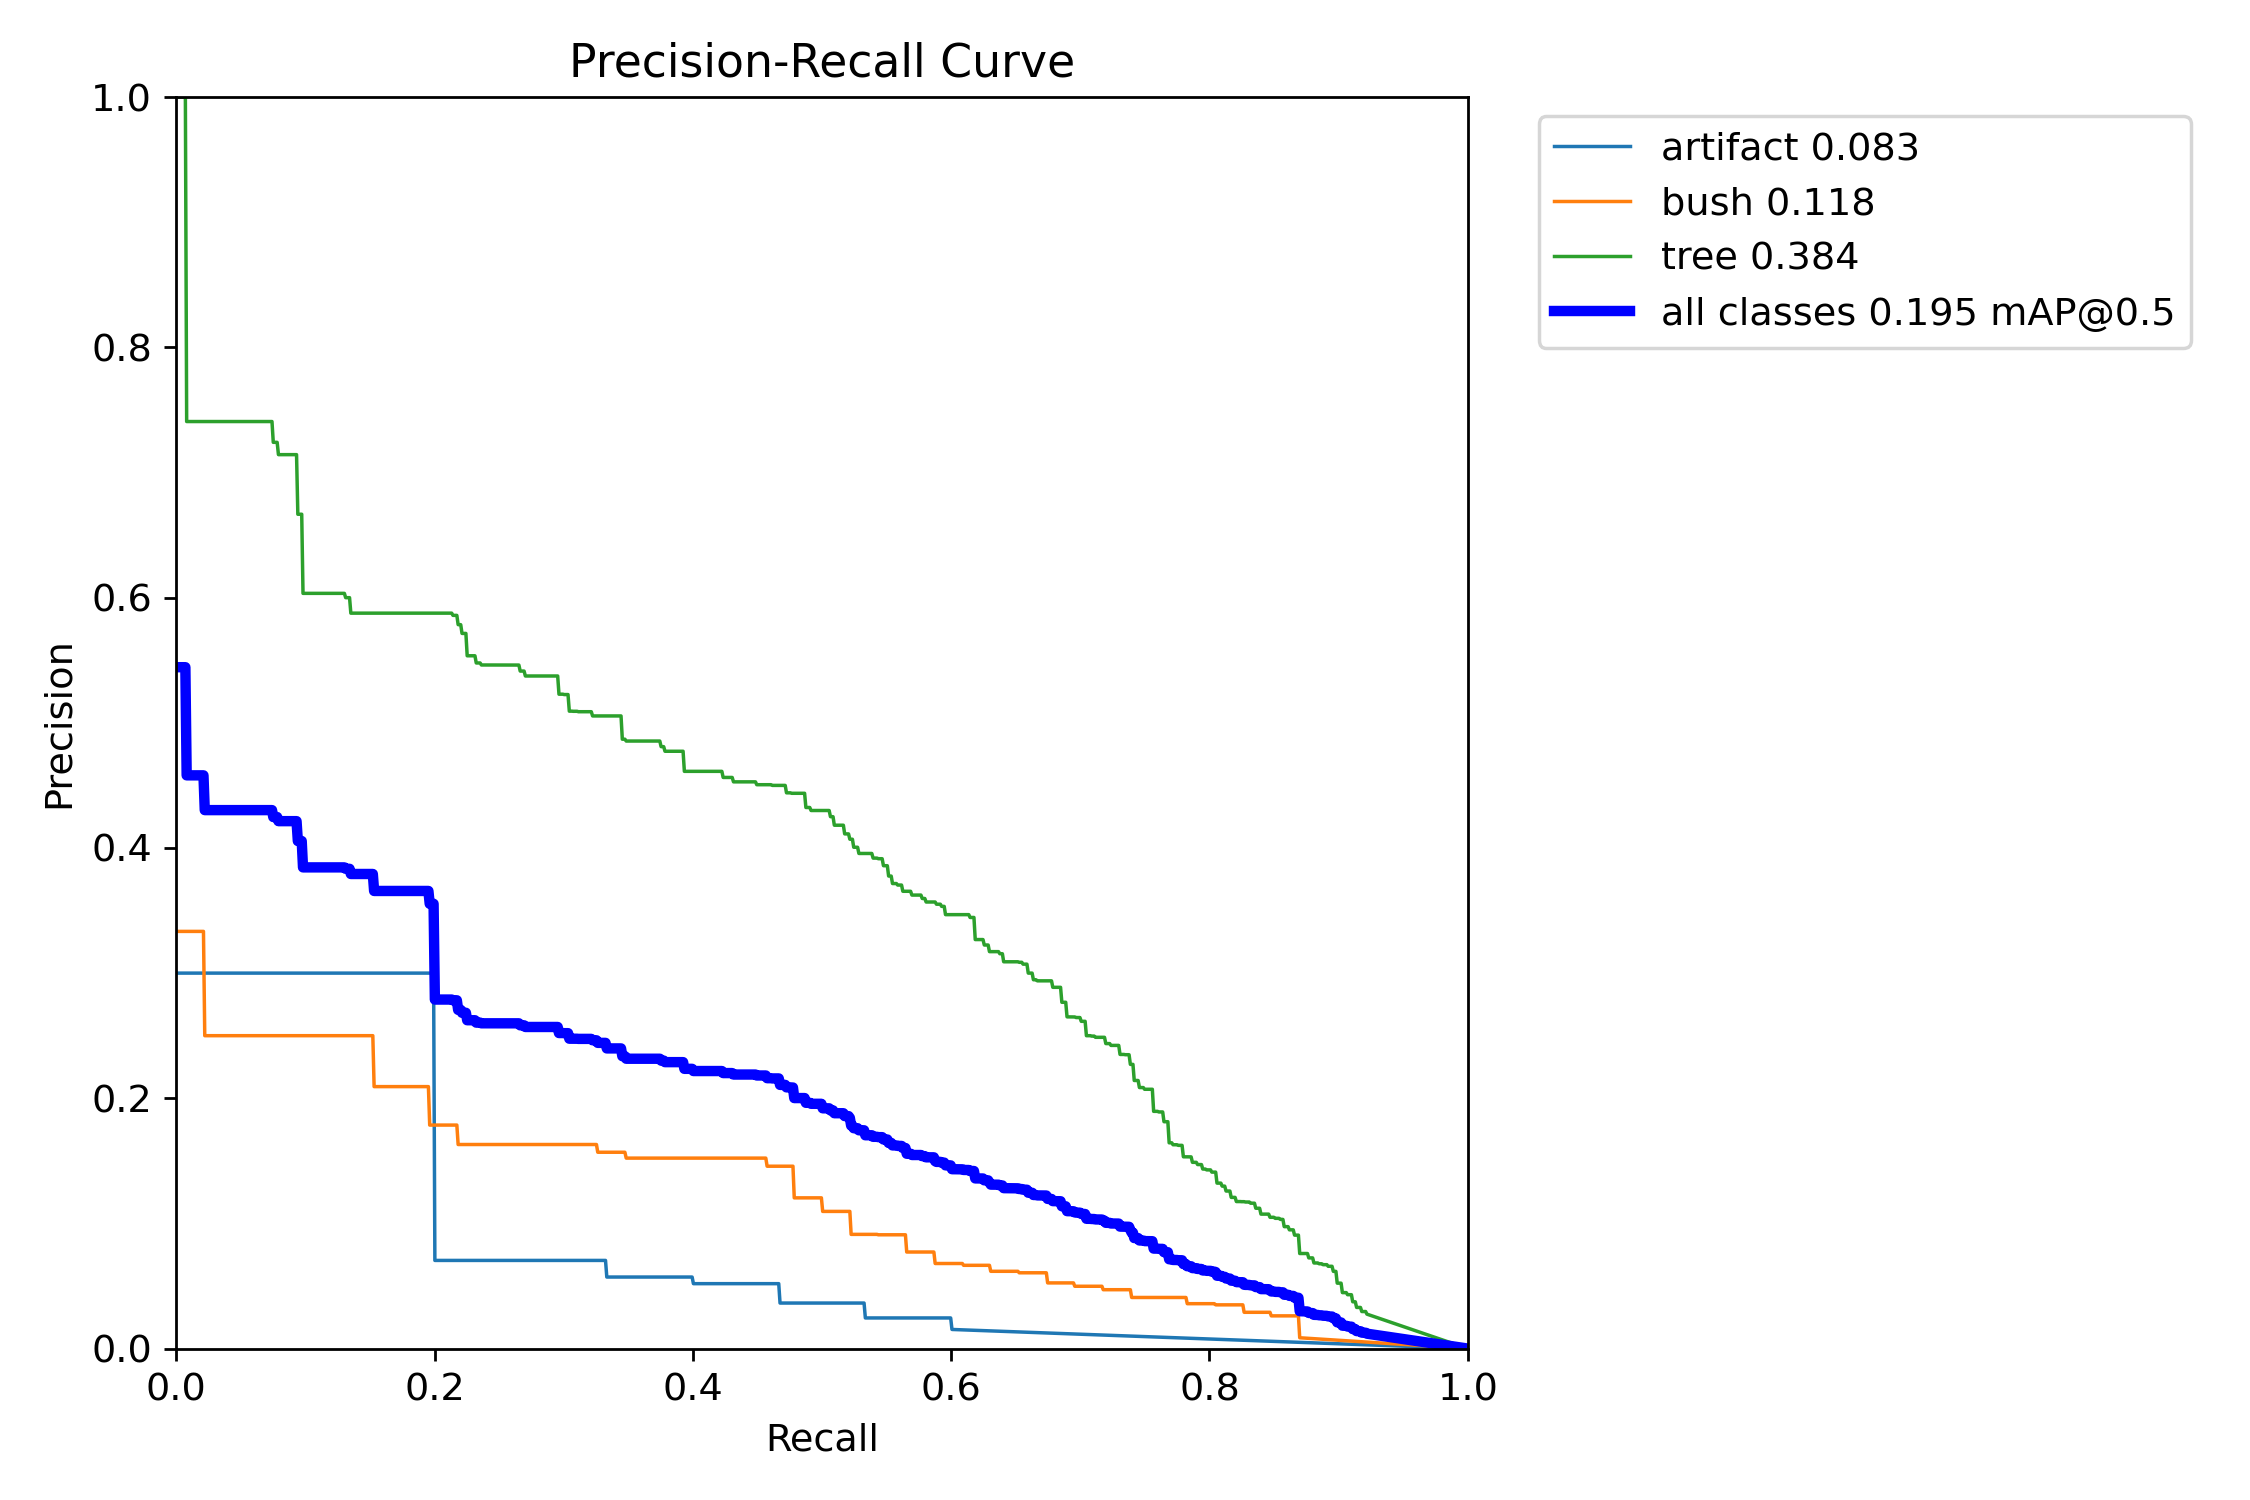 Precision-Recall Curve
1.0
0.8
0.6
0.4
0.2
0.0
Precision
0.0 0.2 0.4 0.6 0.8 1.0
Recall
artifact 0.083
bush 0.118
tree 0.384
all classes 0.195 mAP@0.5